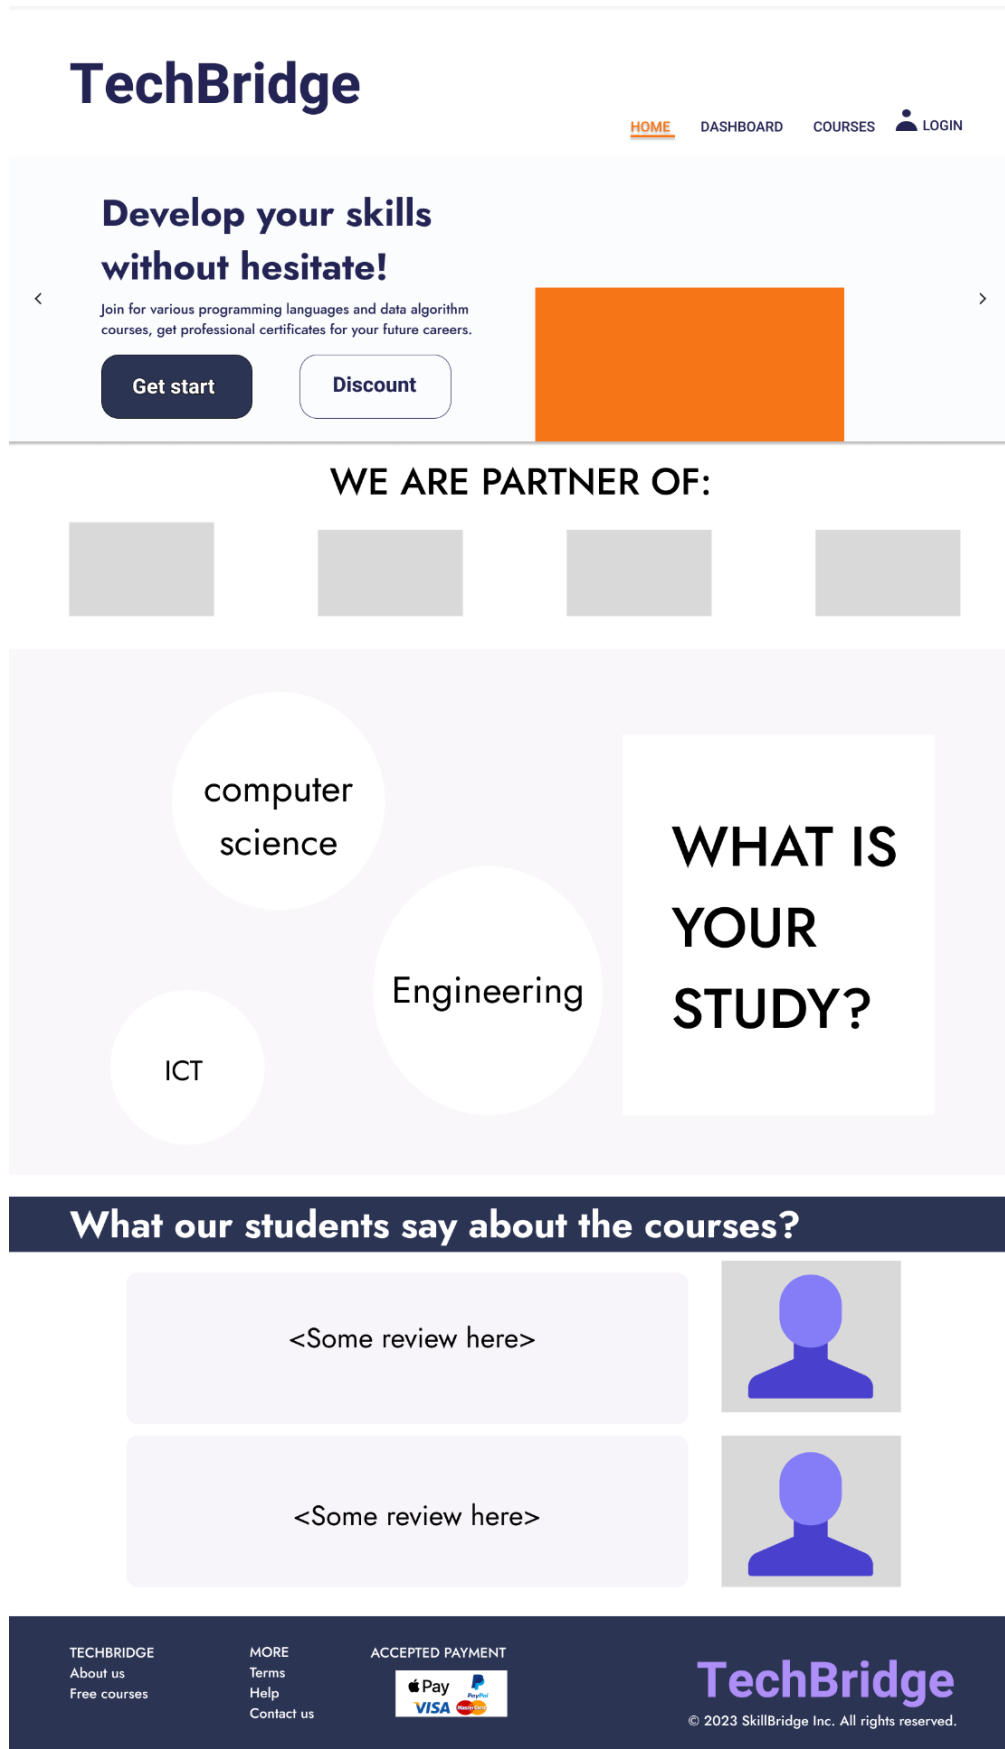 TechBridge
HOME DASHBOARD COURSES LOGIN
Develop your skills
without hesitate!
Join for various programming languages and data algorithm
courses, get professional certificates for your future careers.
Get start Discount
WE ARE PARTNER OF:
computer
science
Engineering
ICT
WHAT IS
YOUR
STUDY?
What our students say about the courses?
<Some review here>
<Some review here>
TECHBRIDGE
About us
Free courses
MORE
Terms
Help
Contact us
ACCEPTED PAYMENT
Pay PayPal
VISA MasterCard
TechBridge
© 2023 SkillBridge Inc. All rights reserved.